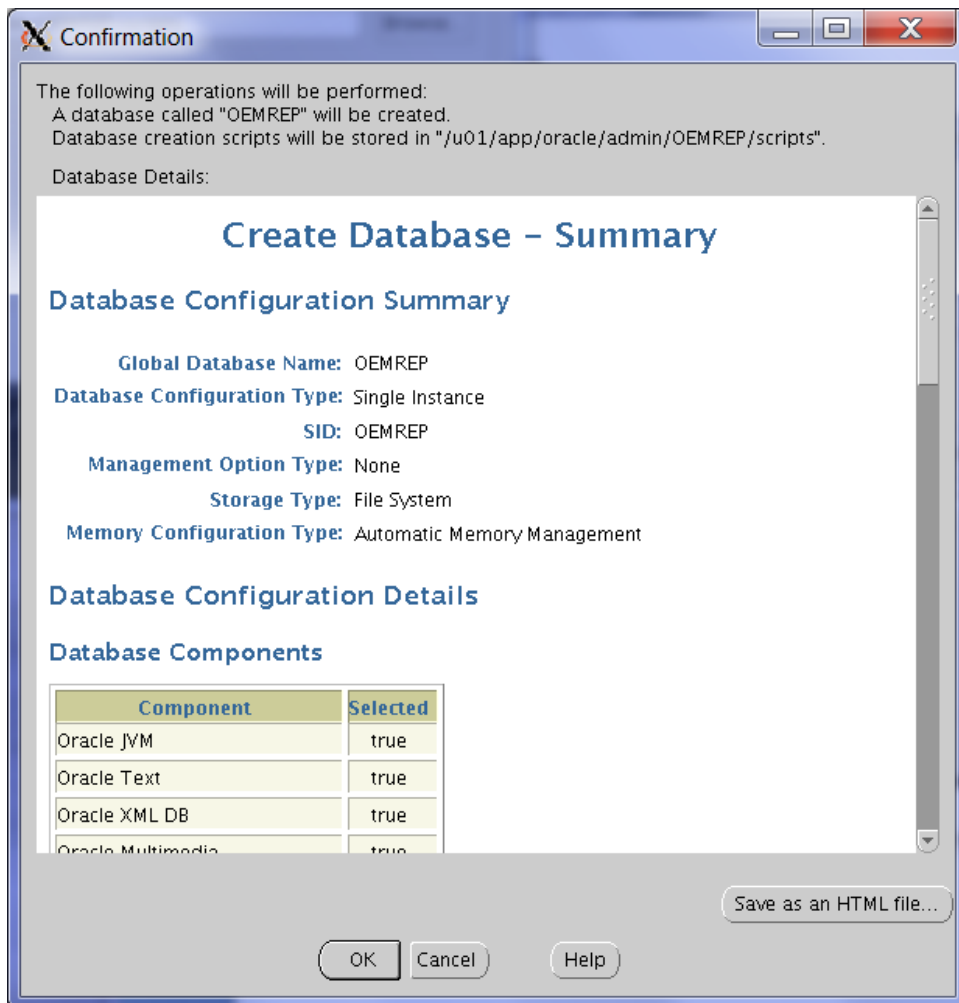 Confirmation
The following operations will be performed:
A database called "OEMREP" will be created.
Database creation scripts will be stored in "/u01/app/oracle/admin/OEMREP/scripts".
Database Details:
Create Database – Summary
Database Configuration Summary
Global Database Name: OEMREP
Database Configuration Type: Single Instance
SID: OEMREP
Management Option Type: None
Storage Type: File System
Memory Configuration Type: Automatic Memory Management
Database Configuration Details
Database Components
Component Selected
Oracle JVM true
Oracle Text true
Oracle XML DB true
Oracle Multimedia true
Save as an HTML file...
OK Cancel Help